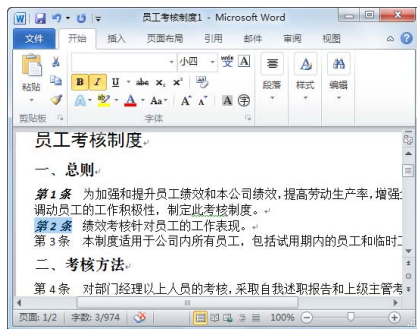 员工考核制度1 - Microsoft Word
文件 开始 插入 页面布局 引用 邮件 审阅 视图
小四 wén 文 A
粘贴 B I U abe x₂ x² 段落 样式 编辑
A aby A Aa A A A 字
剪贴板 字体
员工考核制度
一、总则
第1条 为加强和提升员工绩效和本公司绩效,提高劳动生产率,增强
调动员工的工作积极性,制定此考核制度。
第2条 绩效考核针对员工的工作表现。
第3条 本制度适用于公司内所有员工,包括试用期内的员工和临时
二、考核方法
第4条 对部门经理以上人员的考核,采取自我述职报告和上级主管考
页面: 1/2 字数: 3/974 100%